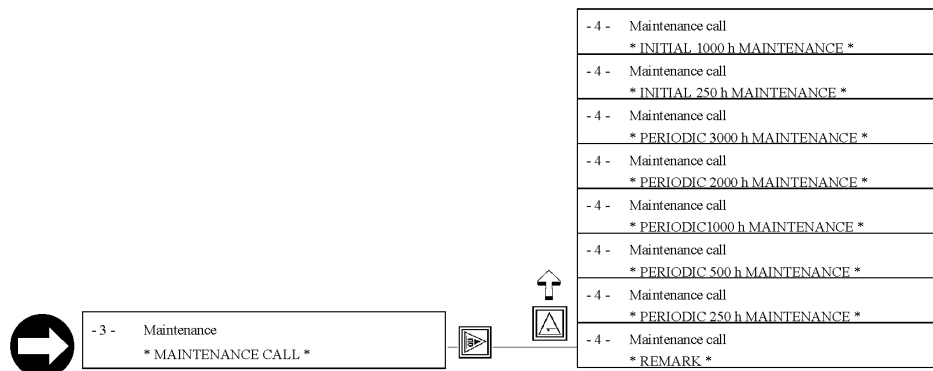 - 4 - Maintenance call
* INITIAL 1000 h MAINTENANCE *
- 4 - Maintenance call
* INITIAL 250 h MAINTENANCE *
- 4 - Maintenance call
* PERIODIC 3000 h MAINTENANCE *
- 4 - Maintenance call
* PERIODIC 2000 h MAINTENANCE *
- 4 - Maintenance call
* PERIODIC1000 h MAINTENANCE *
- 4 - Maintenance call
* PERIODIC 500 h MAINTENANCE *
- 4 - Maintenance call
* PERIODIC 250 h MAINTENANCE *
- 4 - Maintenance call
* REMARK *
- 3 - Maintenance
* MAINTENANCE CALL *